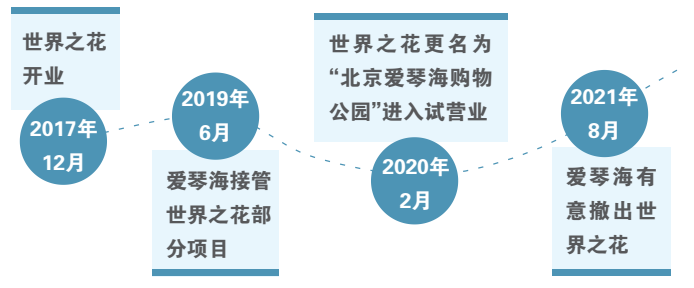 世界之花
开业
2017年
12月
2019年
6月
爱琴海接管
世界之花部
分项目
世界之花更名为
“北京爱琴海购物
公园”进入试营业
2020年
2月
2021年
8月
爱琴海有
意撤出世
界之花